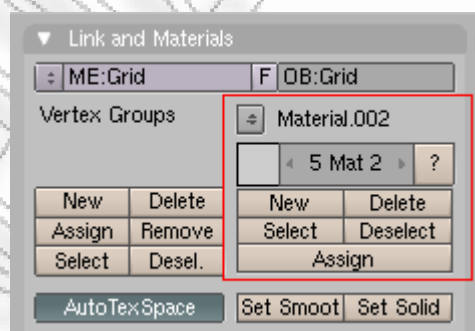 Link and Materials
ME:Grid F OB:Grid
Vertex Groups Material.002
5 Mat 2 ?
New Delete New Delete
Assign Remove Select Deselect
Select Desel. Assign
AutoTexSpace Set Smoot Set Solid